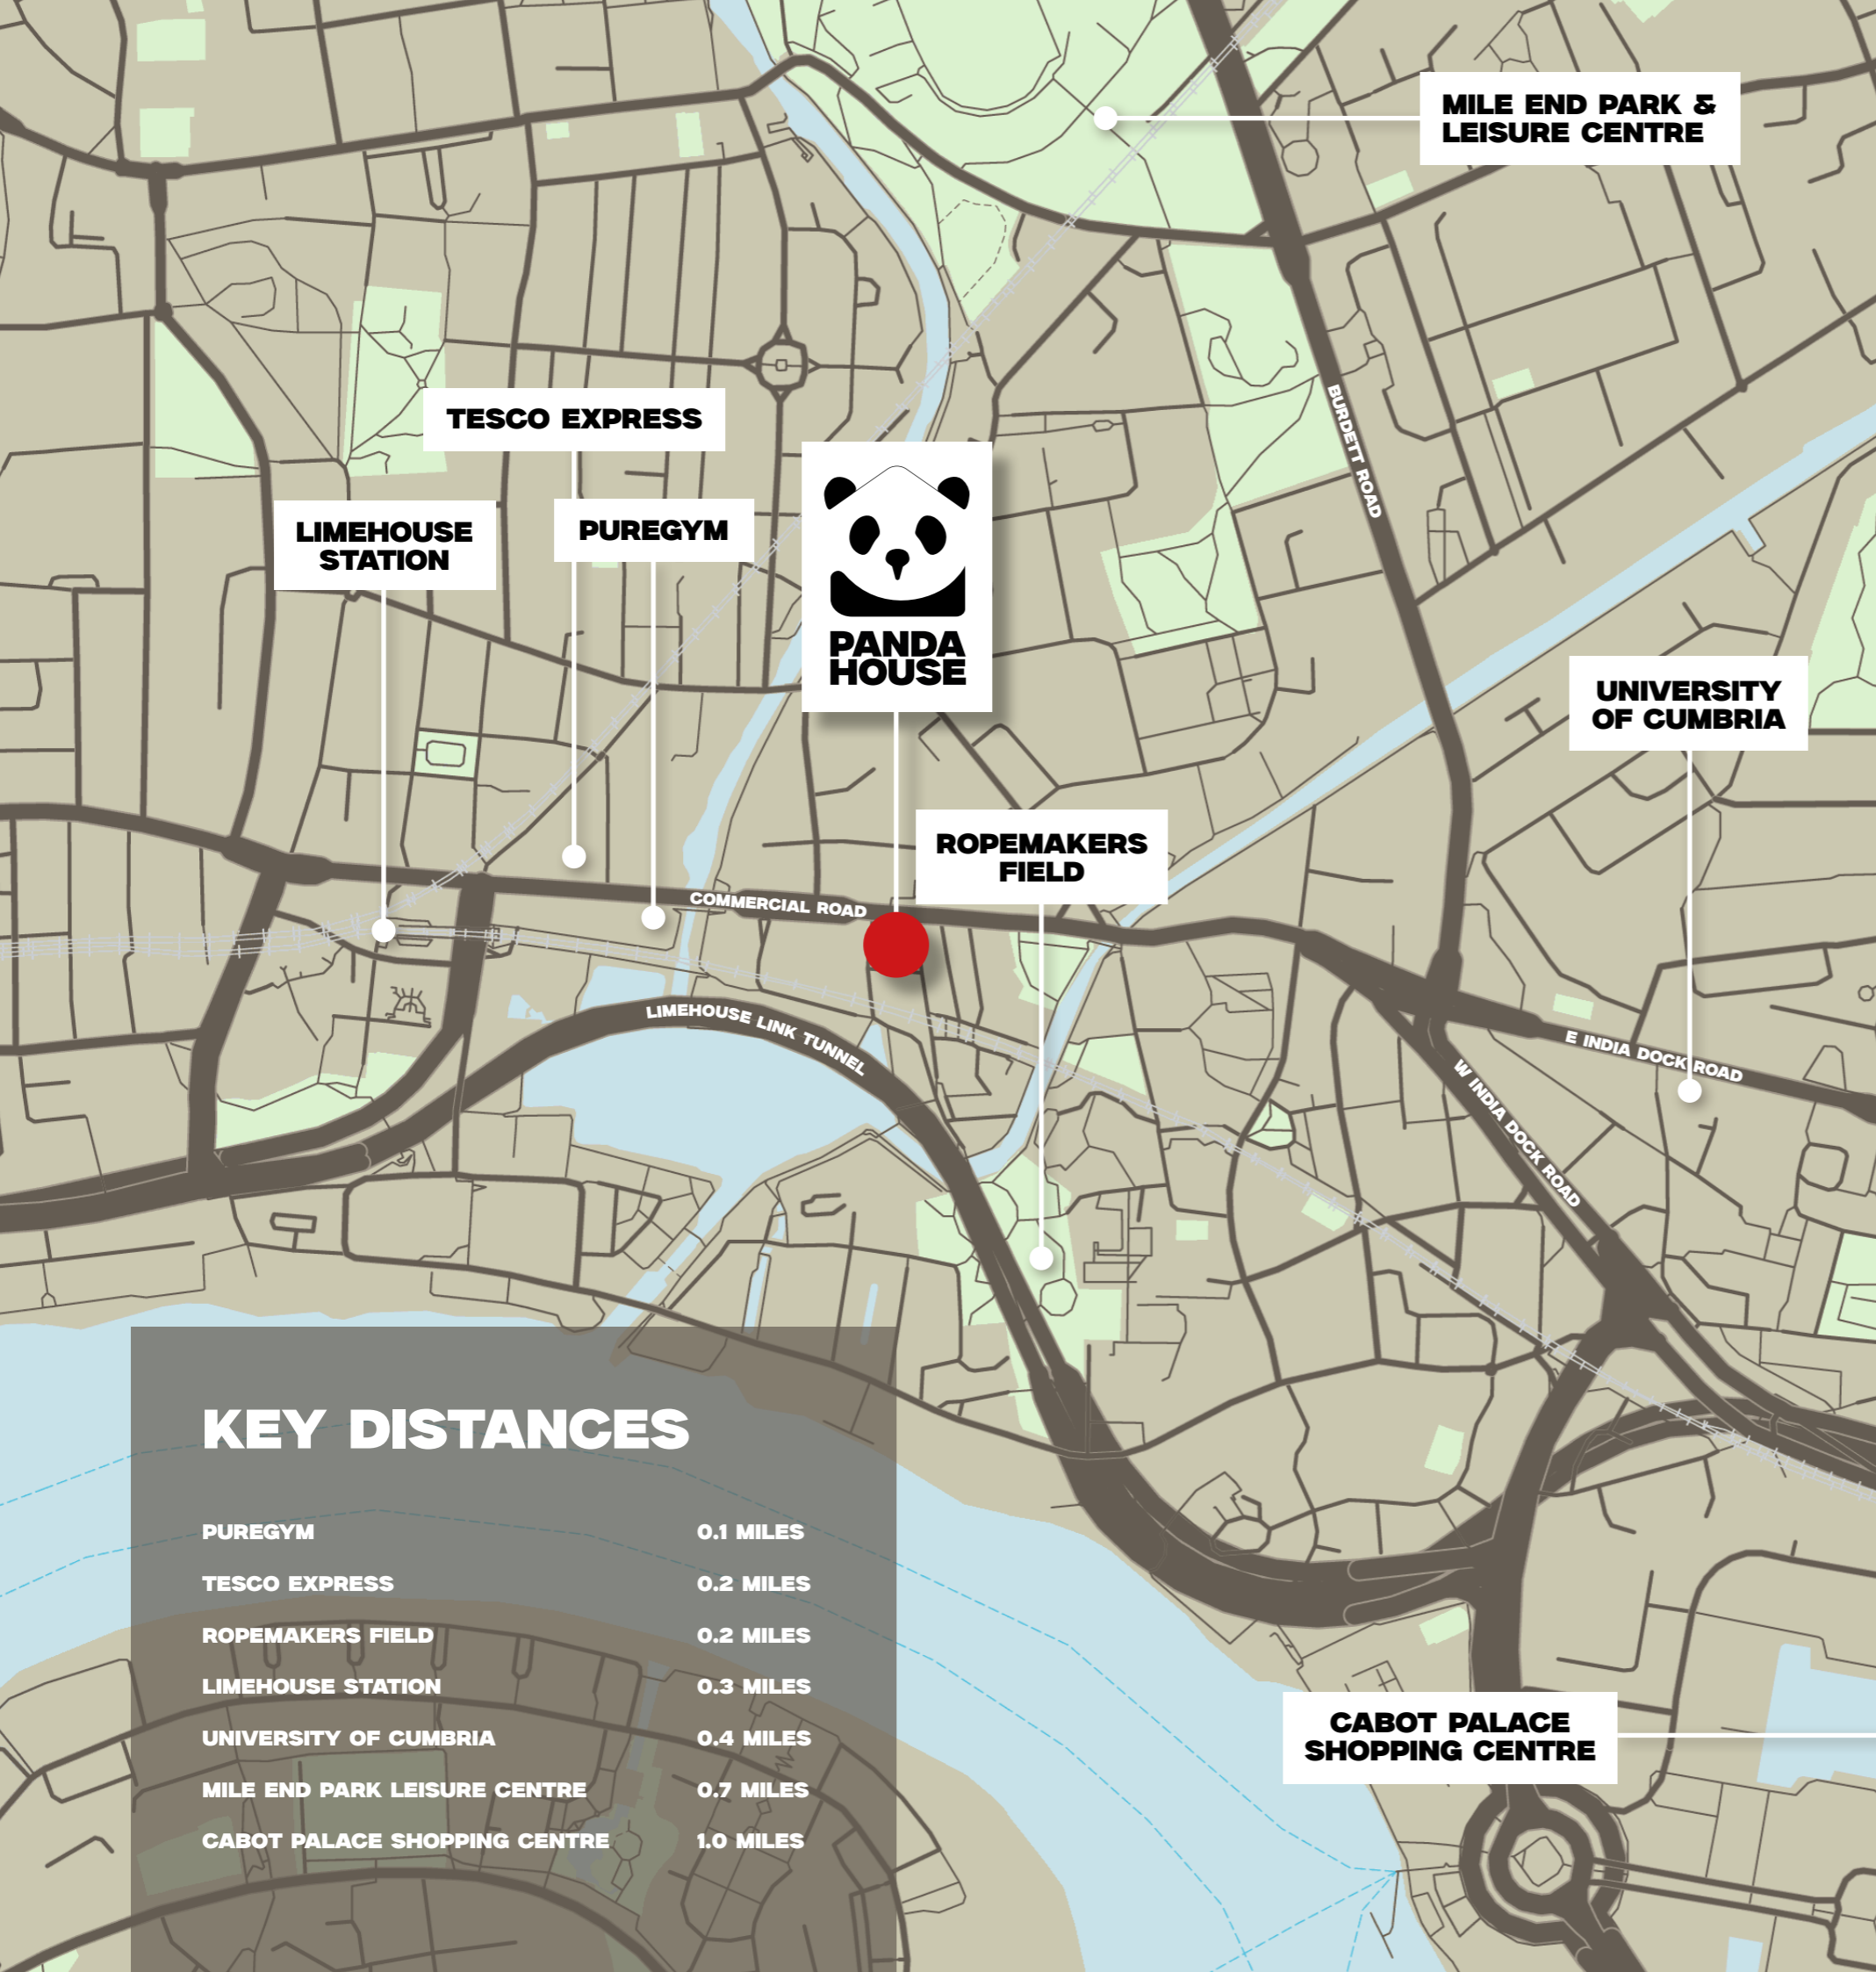 MILE END PARK &
LEISURE CENTRE
BURDETT ROAD
TESCO EXPRESS
LIMEHOUSE
STATION
PUREGYM
PANDA
HOUSE
UNIVERSITY
OF CUMBRIA
ROPEMAKERS
FIELD
COMMERCIAL ROAD
LIMEHOUSE LINK TUNNEL
E INDIA DOCK ROAD
W INDIA DOCK ROAD
CABOT PALACE
SHOPPING CENTRE
KEY DISTANCES
PUREGYM 0.1 MILES
TESCO EXPRESS 0.2 MILES
ROPEMAKERS FIELD 0.2 MILES
LIMEHOUSE STATION 0.3 MILES
UNIVERSITY OF CUMBRIA 0.4 MILES
MILE END PARK LEISURE CENTRE 0.7 MILES
CABOT PALACE SHOPPING CENTRE 1.0 MILES